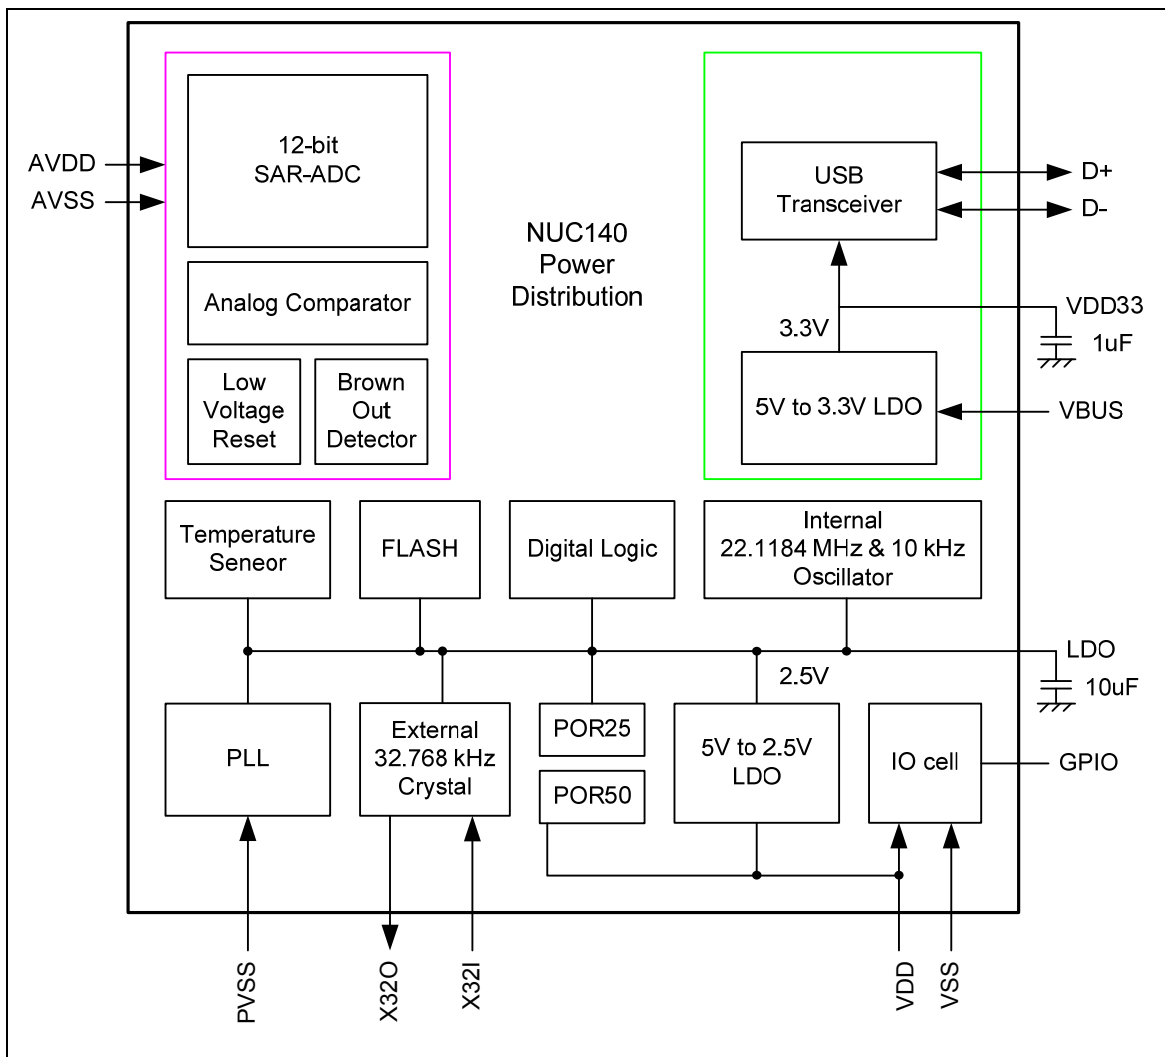 12-bit
SAR-ADC
AVDD
AVSS
Analog Comparator
Low
Voltage
Reset
Brown
Out
Detector
NUC140
Power
Distribution
USB
Transceiver
D+
D-
3.3V
VDD33
1uF
5V to 3.3V LDO
VBUS
Temperature
Seneor
FLASH
Digital Logic
Internal
22.1184 MHz & 10 kHz
Oscillator
2.5V
LDO
10uF
PLL
External
32.768 kHz
Crystal
POR25
POR50
5V to 2.5V
LDO
IO cell
GPIO
PVSS
X32O
X32I
VDD
VSS